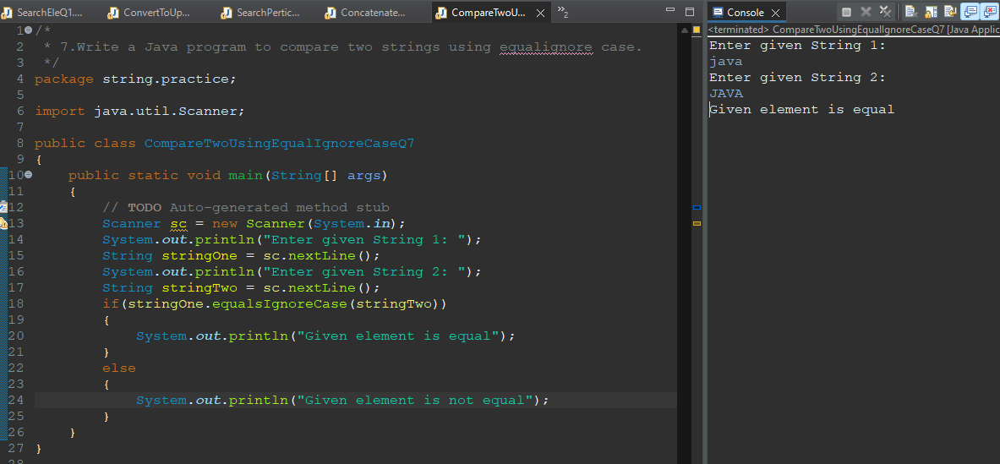 SearchEleQ1.... ConvertToUp... SearchPertic... Concatenate... CompareTwoU... »2
1 /*
2 * 7.Write a Java program to compare two strings using equalignore case.
3 */
4 package string.practice;
5
6 import java.util.Scanner;
7
8 public class CompareTwoUsingEqualIgnoreCaseQ7
9 {
10 public static void main(String[] args)
11 {
12 // TODO Auto-generated method stub
13 Scanner sc = new Scanner(System.in);
14 System.out.println("Enter given String 1: ");
15 String stringOne = sc.nextLine();
16 System.out.println("Enter given String 2: ");
17 String stringTwo = sc.nextLine();
18 if(stringOne.equalsIgnoreCase(stringTwo))
19 {
20 System.out.println("Given element is equal");
21 }
22 else
23 {
24 System.out.println("Given element is not equal");
25 }
26 }
27 }
28
Console
<terminated> CompareTwoUsingEqualIgnoreCaseQ7 [Java Applic
Enter given String 1:
java
Enter given String 2:
JAVA
Given element is equal